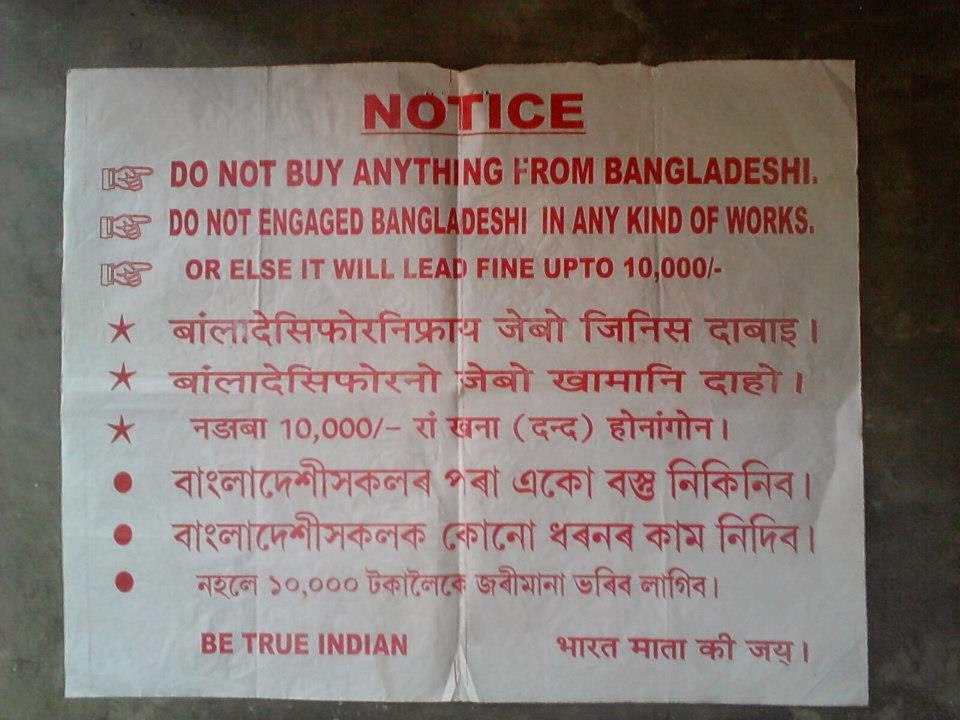 NOTICE
DO NOT BUY ANYTHING FROM BANGLADESHI.
DO NOT ENGAGED BANGLADESHI IN ANY KIND OF WORKS.
OR ELSE IT WILL LEAD FINE UPTO 10,000/-
बांलादेसिफोरनिफ्राय जेबो जिनिस दाबाइ।
बांलादेसिफोरनो जेबो खामानि दाहो।
नङाबा 10,000/- रां खना (दन्द) होनांगोन।
বাংলাদেশীসকলৰ পৰা একো বস্তু নিকিনিব।
বাংলাদেশীসকলক কোনো ধৰনৰ কাম নিদিব।
নহলে ১০,০০০ টকালৈকে জৰীমানা ভৰিব লাগিব।
BE TRUE INDIAN
भारत माता की जय्।